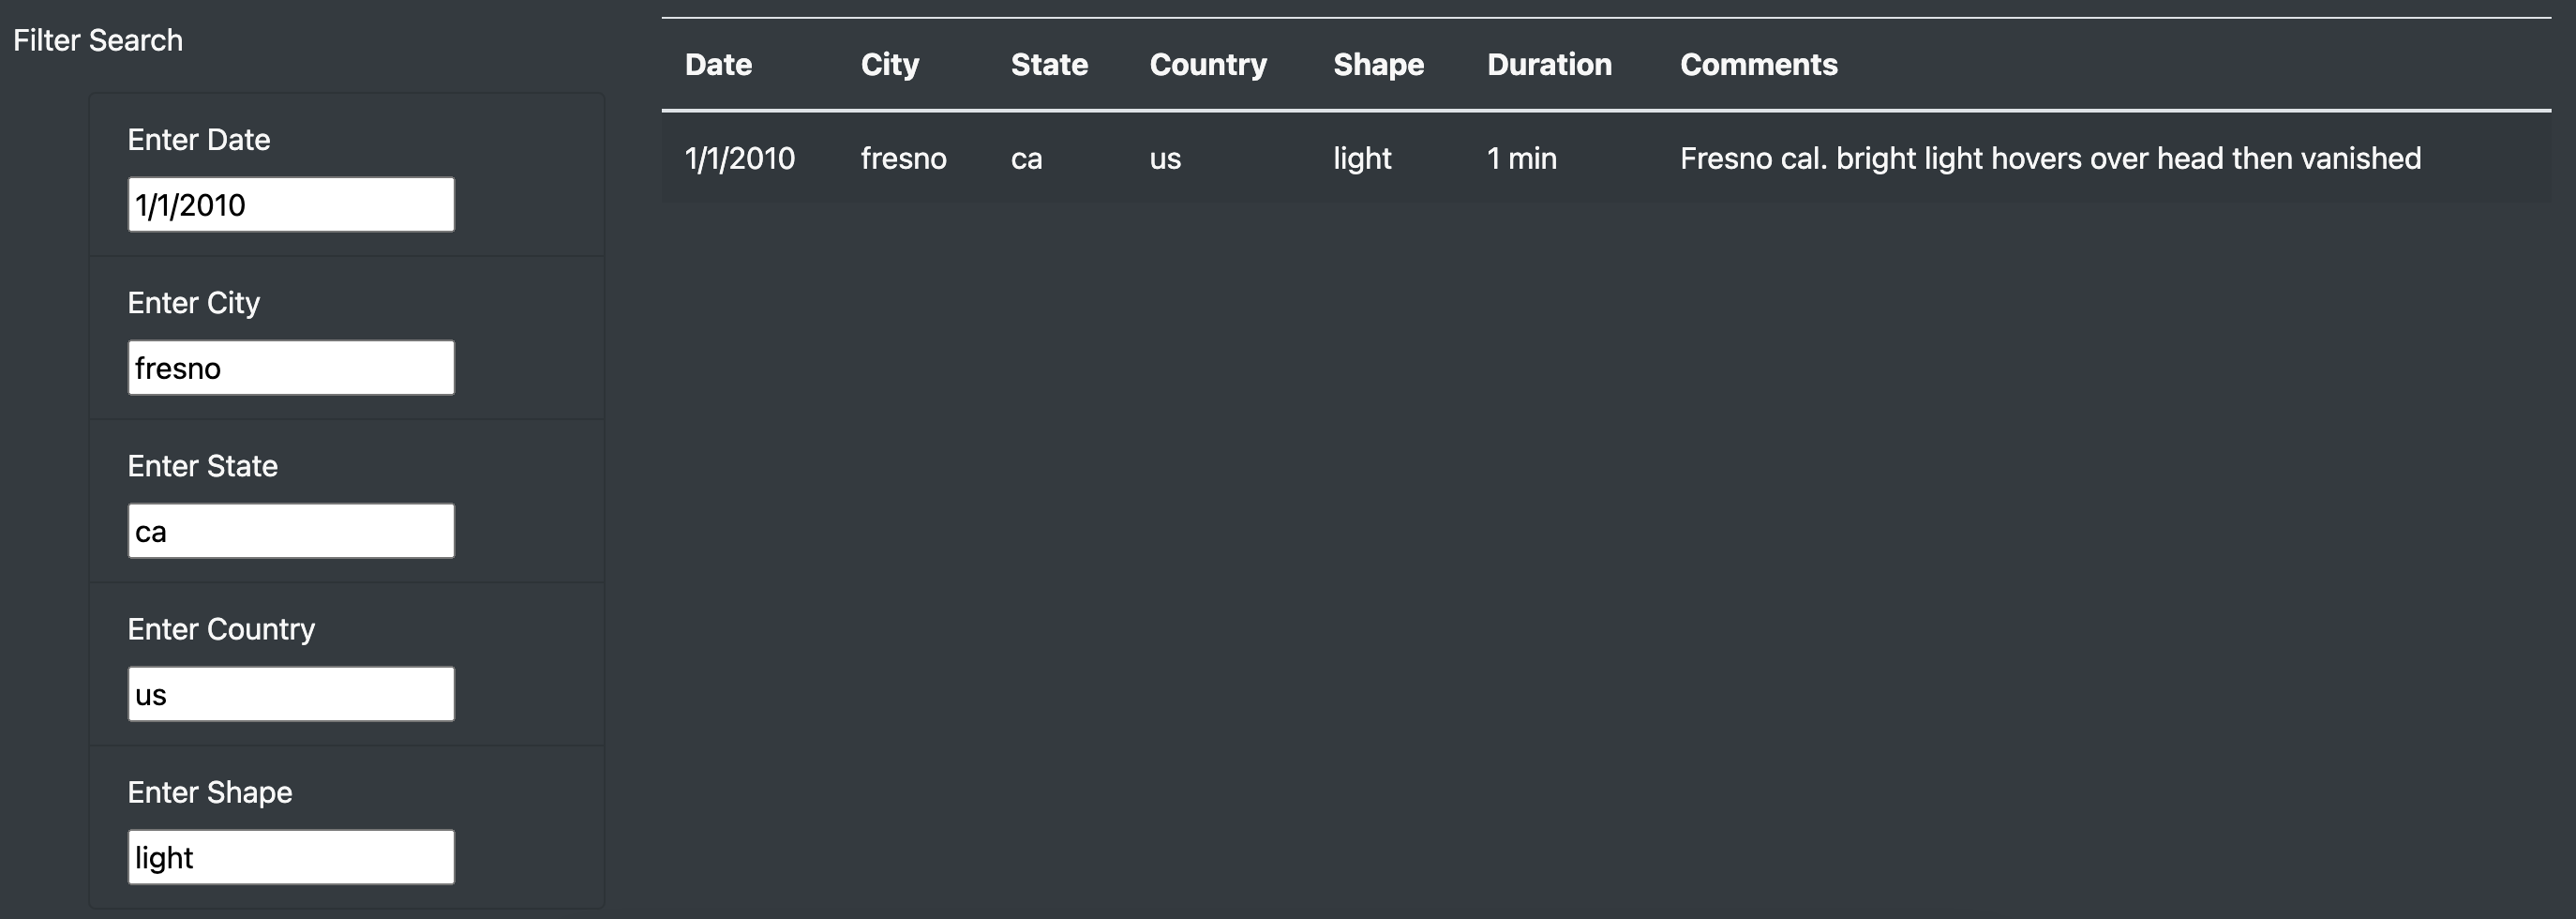 Filter Search
Enter Date
1/1/2010
Enter City
fresno
Enter State
ca
Enter Country
us
Enter Shape
light
Date City State Country Shape Duration Comments
1/1/2010 fresno ca us light 1 min Fresno cal. bright light hovers over head then vanished